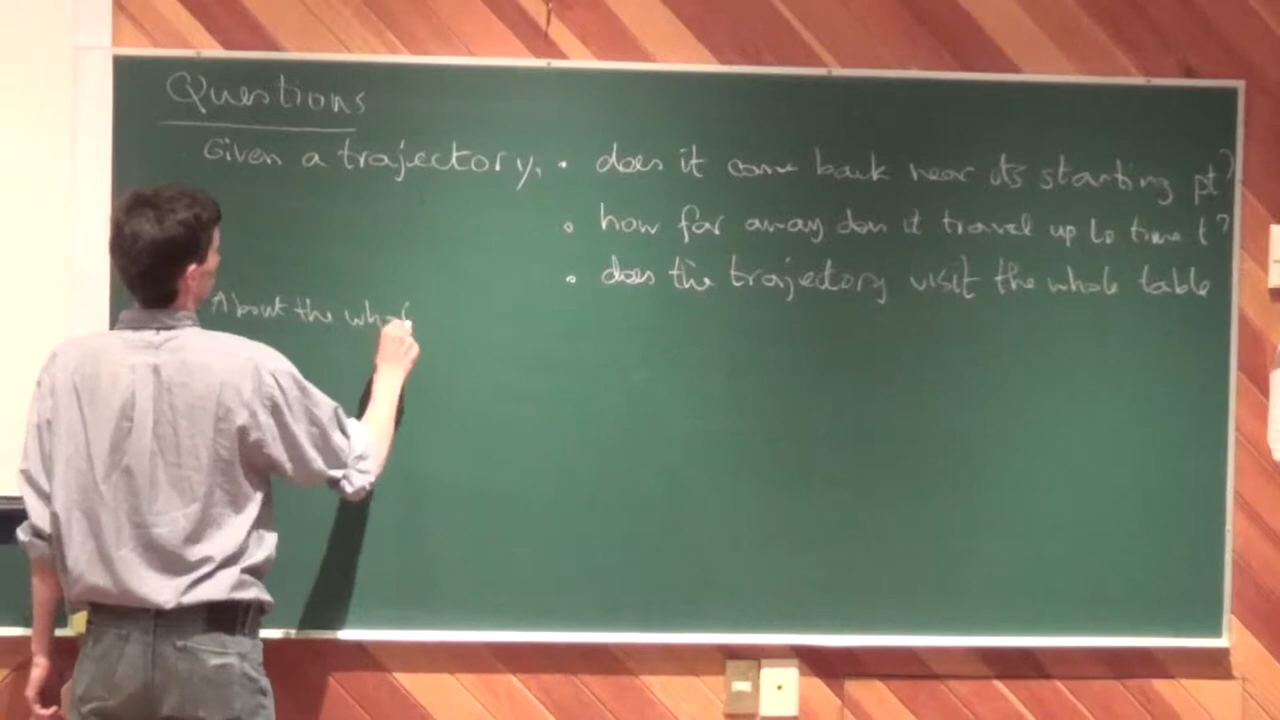 Questions
Given a trajectory, • does it come back near its starting pt?
• how far away does it travel up to time t?
• does the trajectory visit the whole table
About the whol